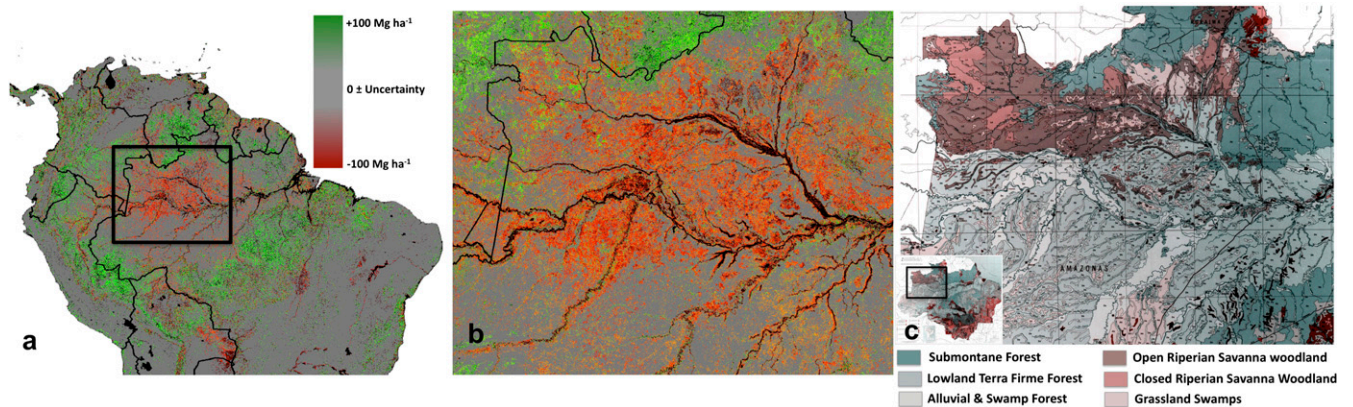 +100 Mg ha⁻¹
0 ± Uncertainty
-100 Mg ha⁻¹
a
b
RORAIMA
AMAZONAS
c
Submontane Forest
Lowland Terra Firme Forest
Alluvial & Swamp Forest
Open Riperian Savanna woodland
Closed Riperian Savanna Woodland
Grassland Swamps